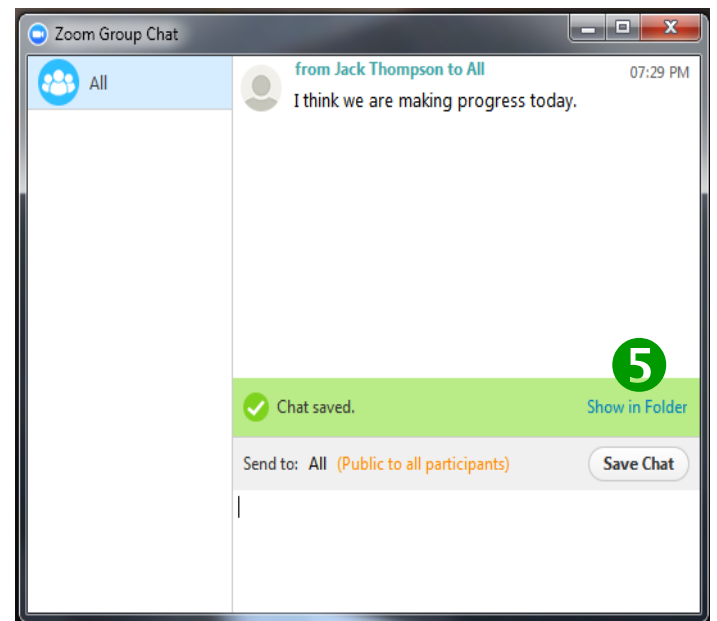 Zoom Group Chat
All
from Jack Thompson to All 07:29 PM
I think we are making progress today.
5
Chat saved. Show in Folder
Send to: All (Public to all participants) Save Chat